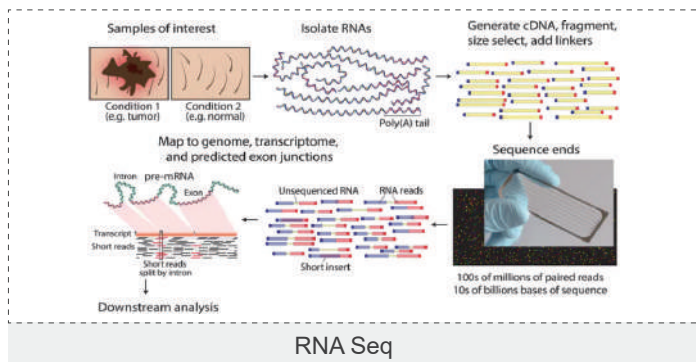 Samples of interest
Condition 1
(e.g. tumor)
Condition 2
(e.g. normal)
Isolate RNAs
Poly(A) tail
Generate cDNA, fragment,
size select, add linkers
Sequence ends
100s of millions of paired reads
10s of billions bases of sequence
Unsequenced RNA
RNA reads
Short insert
Map to genome, transcriptome,
and predicted exon junctions
Intron
pre-mRNA
Exon
Transcript
Short reads
Short reads
split by intron
Downstream analysis
RNA Seq